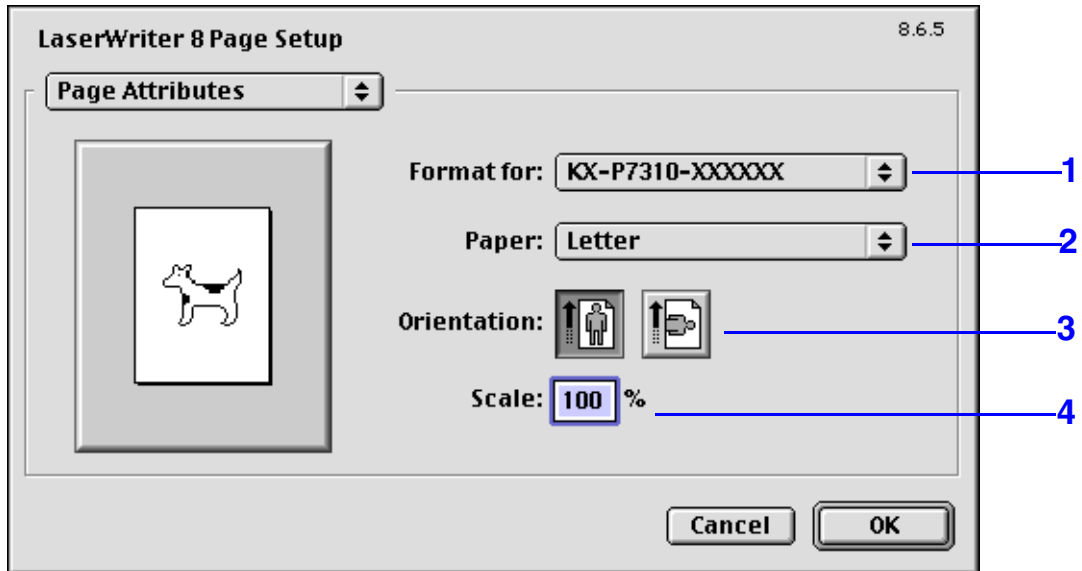 LaserWriter 8 Page Setup
8.6.5
Page Attributes
Format for: KX-P7310-XXXXXX
1
Paper: Letter
2
Orientation:
3
Scale: 100 %
4
Cancel
OK